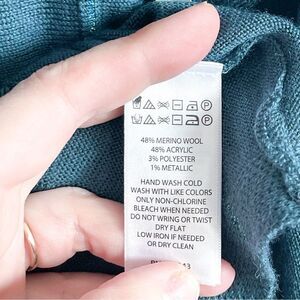 48% MERINO WOOL
48% ACRYLIC
3% POLYESTER
1% METALLIC
HAND WASH COLD
WASH WITH LIKE COLORS
ONLY NON-CHLORINE
BLEACH WHEN NEEDED
DO NOT WRING OR TWIST
DRY FLAT
LOW IRON IF NEEDED
OR DRY CLEAN